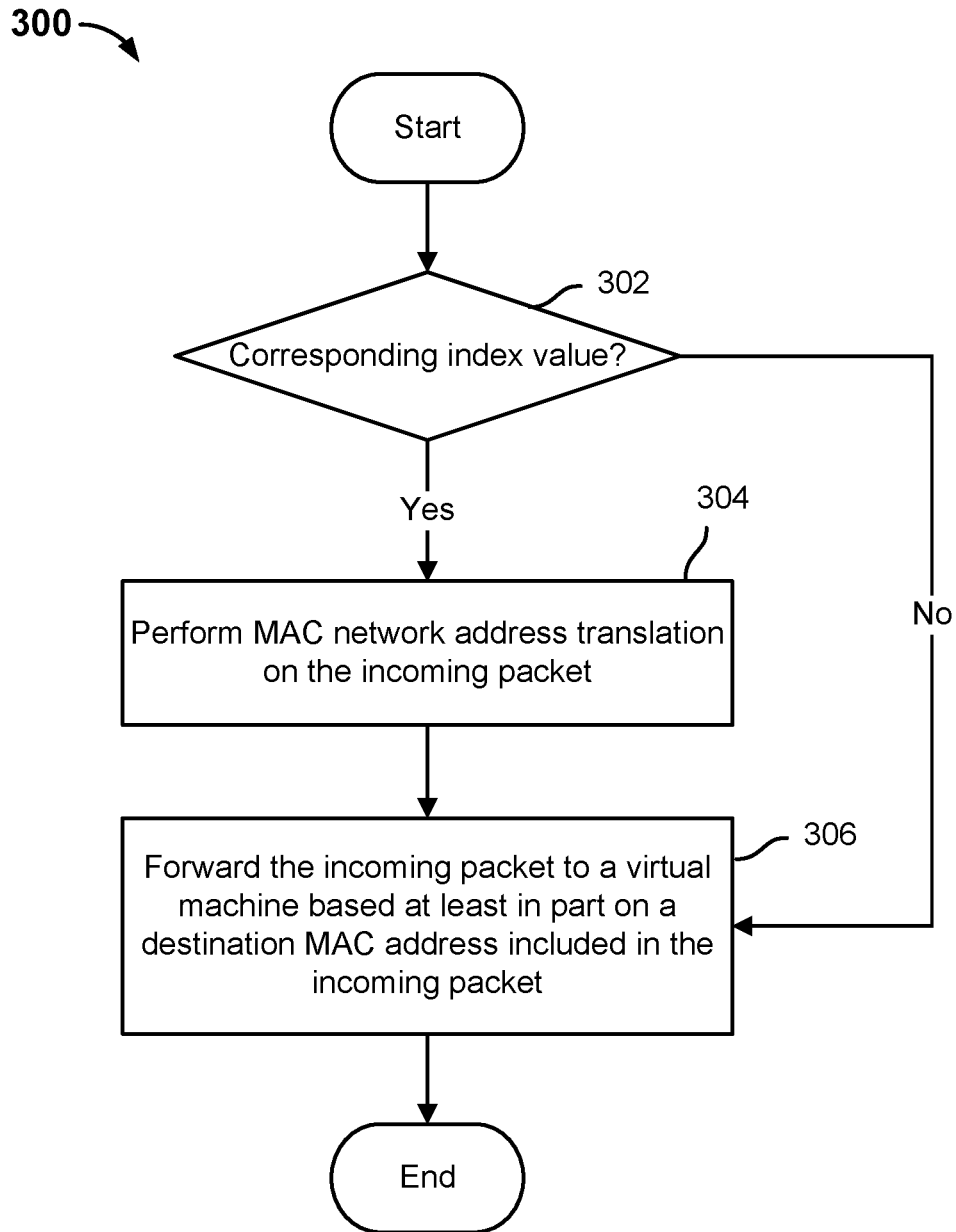 300
Start
302
Corresponding index value?
Yes
304
Perform MAC network address translation
on the incoming packet
No
306
Forward the incoming packet to a virtual
machine based at least in part on a
destination MAC address included in the
incoming packet
End